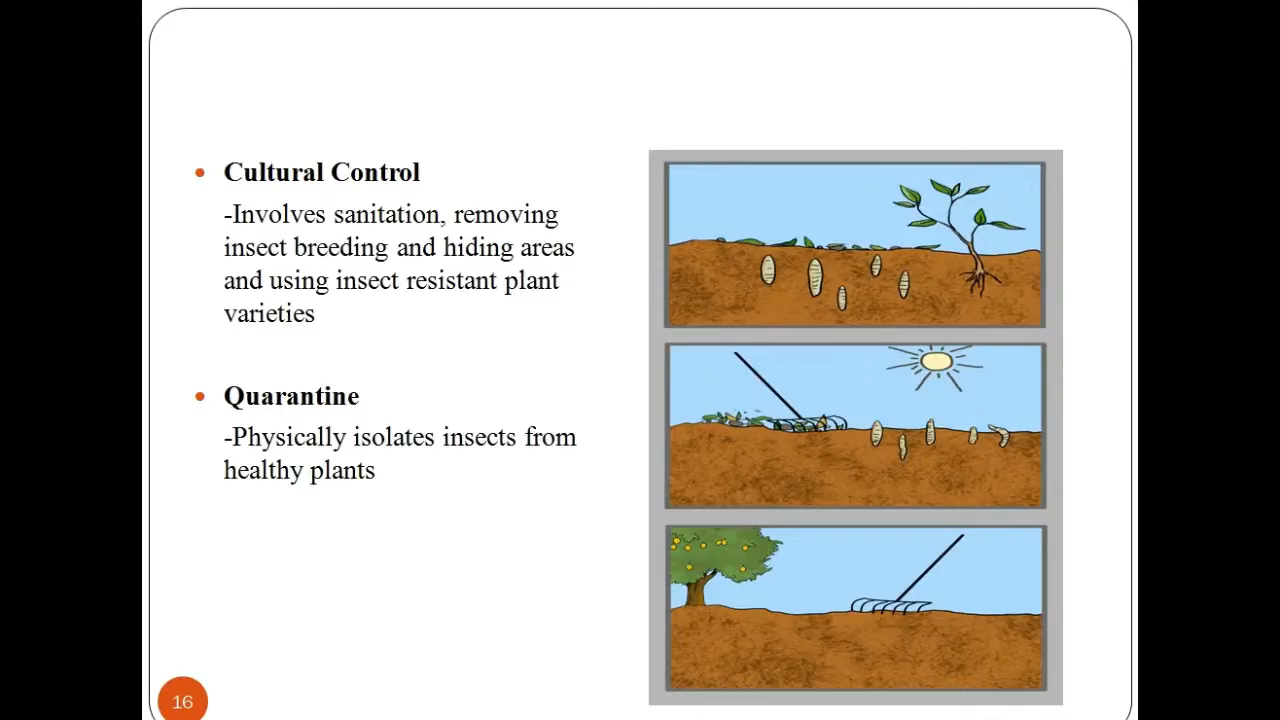 Cultural Control
-Involves sanitation, removing
insect breeding and hiding areas
and using insect resistant plant
varieties
Quarantine
-Physically isolates insects from
healthy plants
16